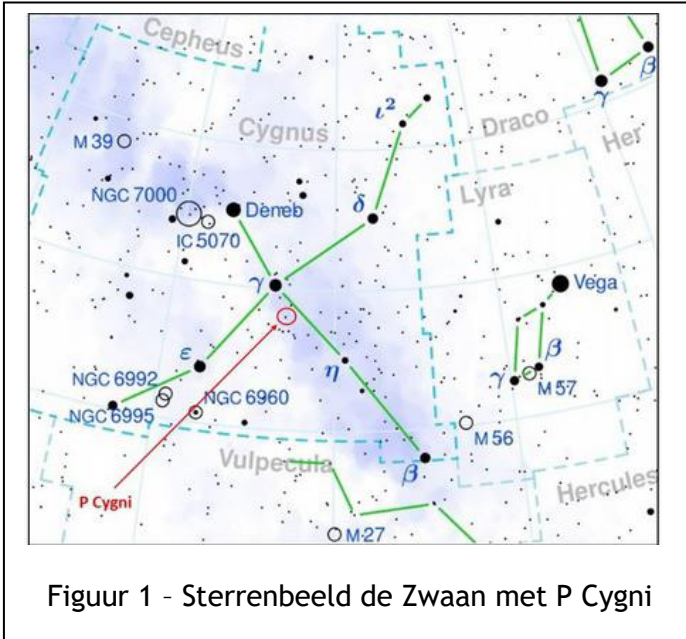 Cepheus
Cygnus
ι²
Draco
γ
β
Her
M 39
Lyra
NGC 7000
Deneb
IC 5070
δ
γ
Vega
ε
η
β
γ
M 57
NGC 6992
NGC 6960
NGC 6995
M 56
Vulpecula
β
Hercules
P Cygni
M 27
Figuur 1 - Sterrenbeeld de Zwaan met P Cygni